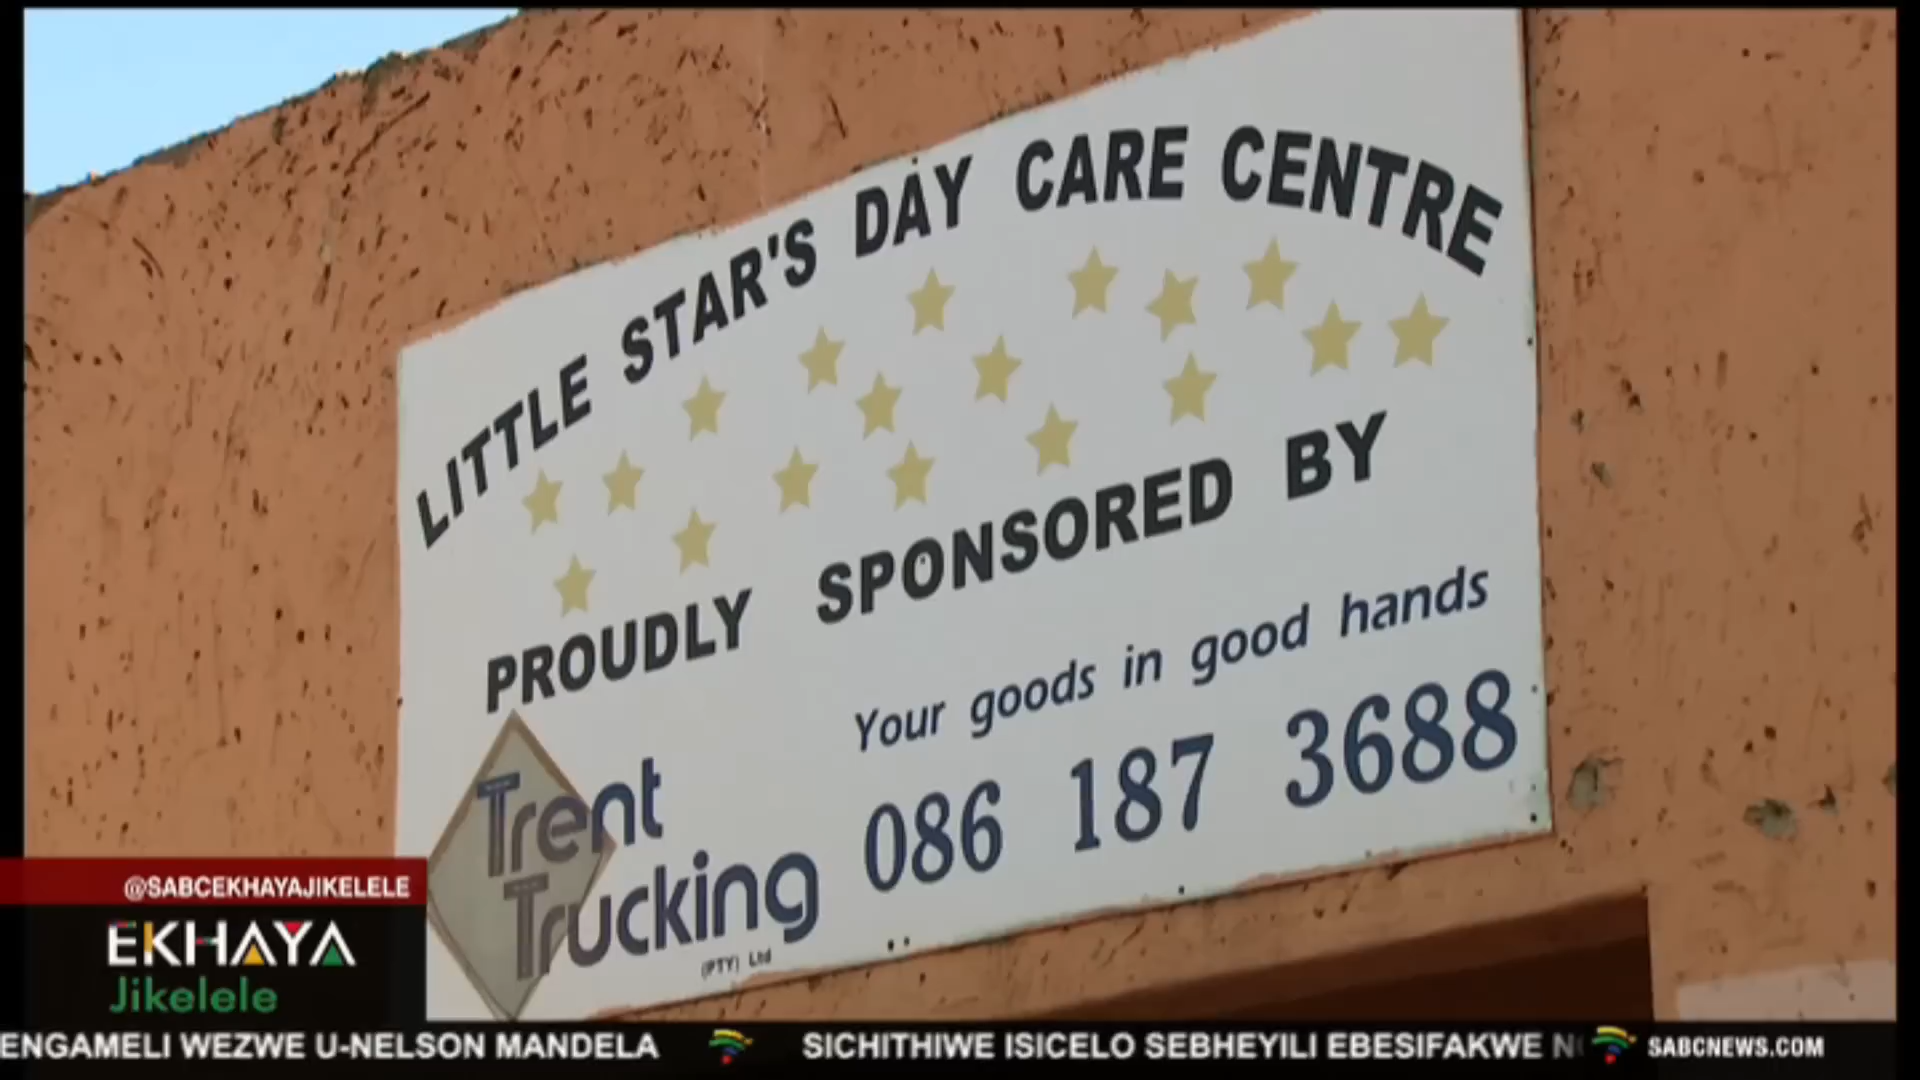 LITTLE STAR'S DAY CARE CENTRE
PROUDLY SPONSORED BY
Your goods in good hands
Trent
Trucking
086 187 3688
(PTY) Ltd
@SABCEKHAYAJIKELELE
EKHAYA
Jikelele
ENGAMELI WEZWE U-NELSON MANDELA SICHITHIWE ISICELO SEBHEYILI EBESIFAKWE SABCNEWS.COM